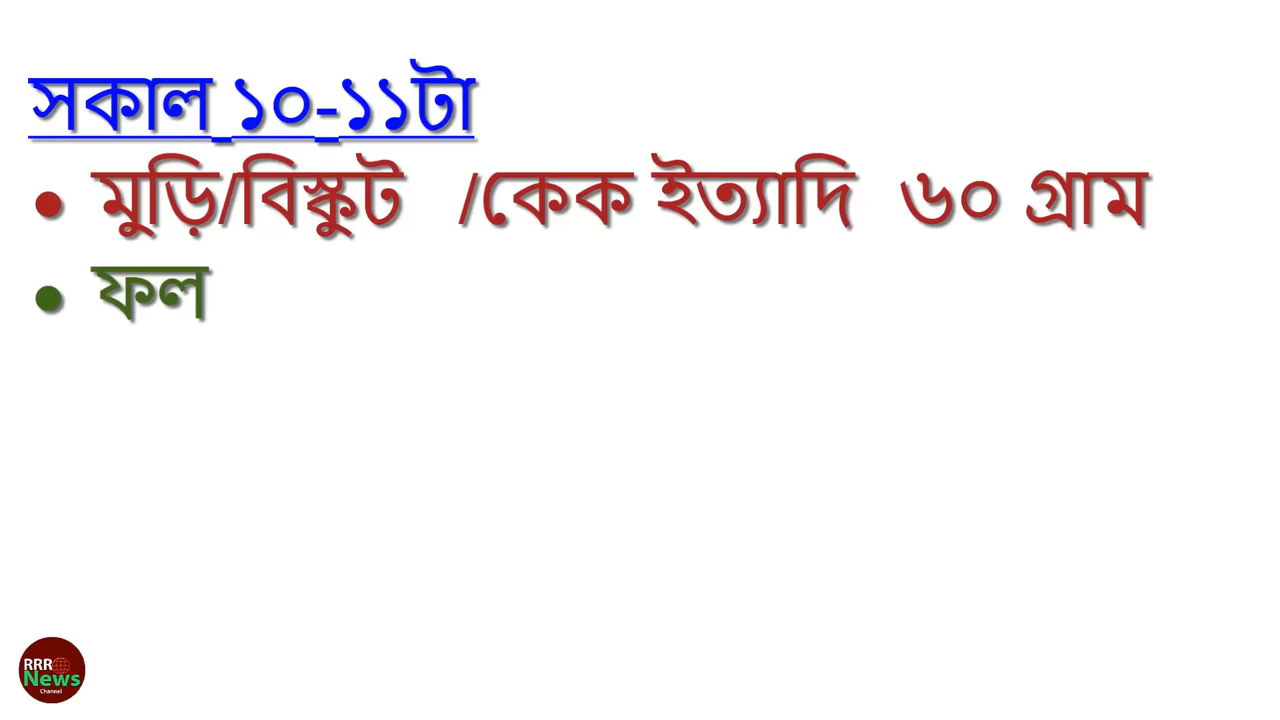 সকাল ১০-১১টা
• মুড়ি/বিস্কুট /কেক ইত্যাদি ৬০ গ্রাম
• ফল
RRR
News
Channel